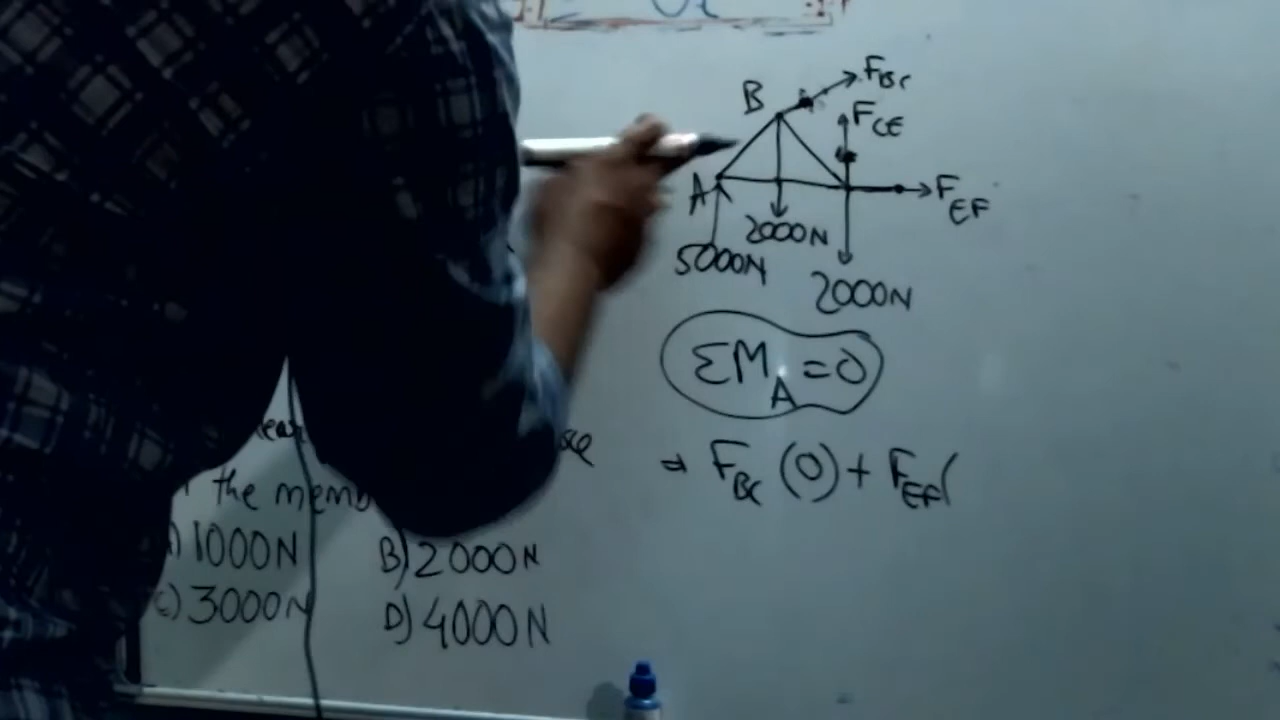 B
F_BC
F_CE
A
F_EF
2000N
5000N
2000N
ΣM_A = 0
⇒ F_BC (0) + F_EF (
the memb
1000N B) 2000N
C) 3000N D) 4000N